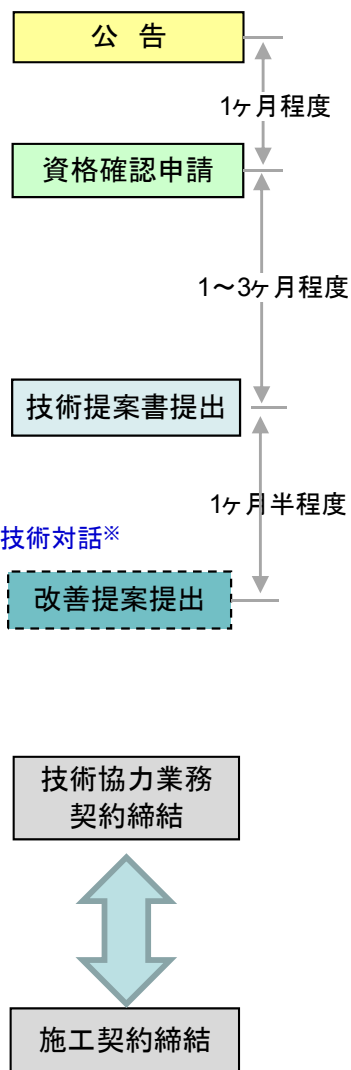 公 告
1ヶ月程度
資格確認申請
1～3ヶ月程度
技術提案書提出
1ヶ月半程度
技術対話※
改善提案提出
技術協力業務
契約締結
施工契約締結